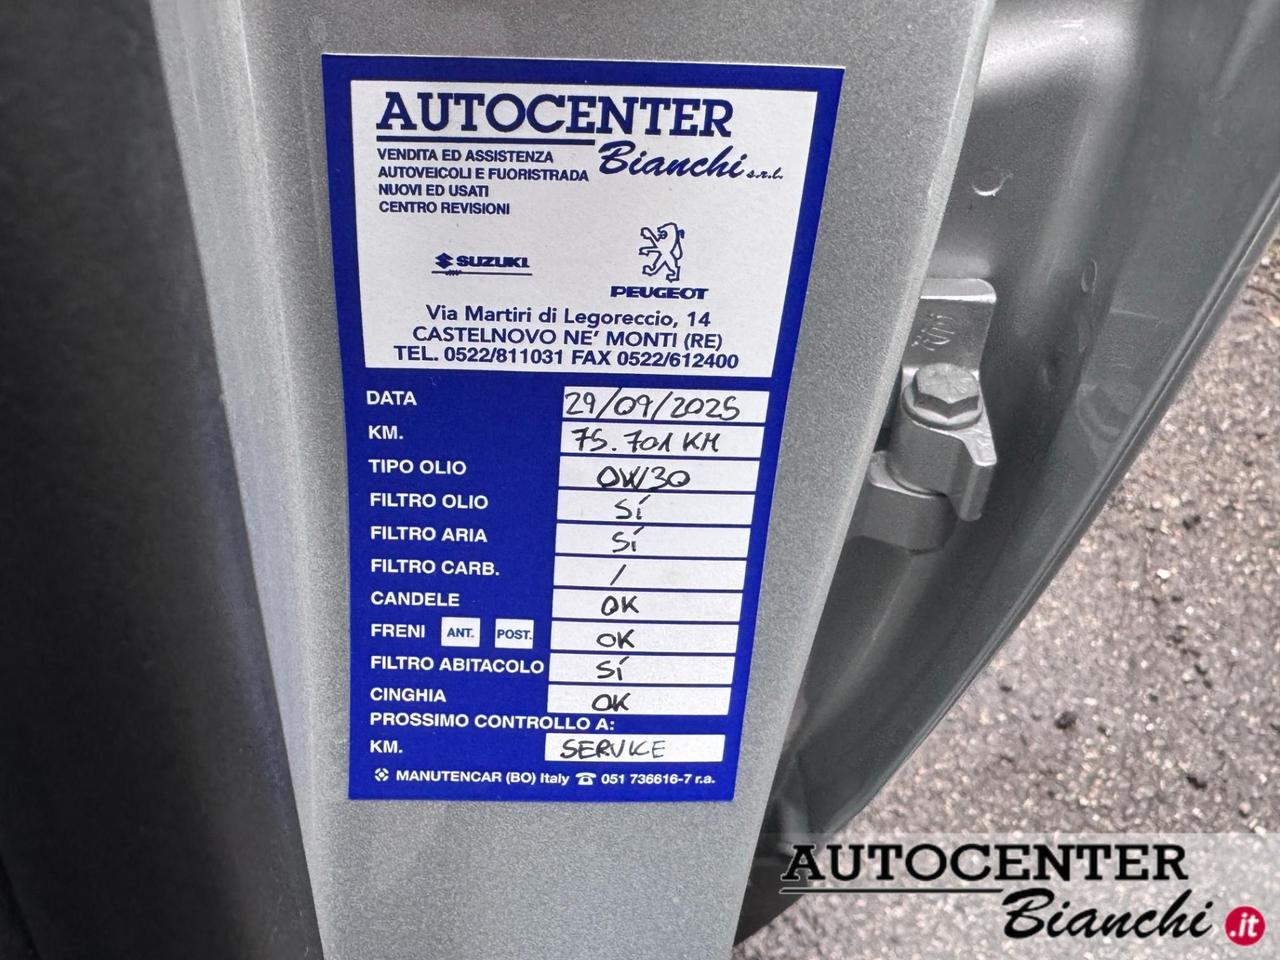 AUTOCENTER
Bianchi s.r.l.
VENDITA ED ASSISTENZA
AUTOVEICOLI E FUORISTRADA
NUOVI ED USATI
CENTRO REVISIONI
SUZUKI
PEUGEOT
Via Martiri di Legoreccio, 14
CASTELNOVO NE' MONTI (RE)
TEL. 0522/811031 FAX 0522/612400
DATA 29/09/2025
KM. 75.701 KM
TIPO OLIO 0W30
FILTRO OLIO Sí
FILTRO ARIA Sí
FILTRO CARB. /
CANDELE OK
FRENI ANT. POST. OK
FILTRO ABITACOLO Sí
CINGHIA OK
PROSSIMO CONTROLLO A:
KM. SERVICE
MANUTENCAR (BO) Italy ☎ 051 736616-7 r.a.
AUTOCENTER
Bianchi .it